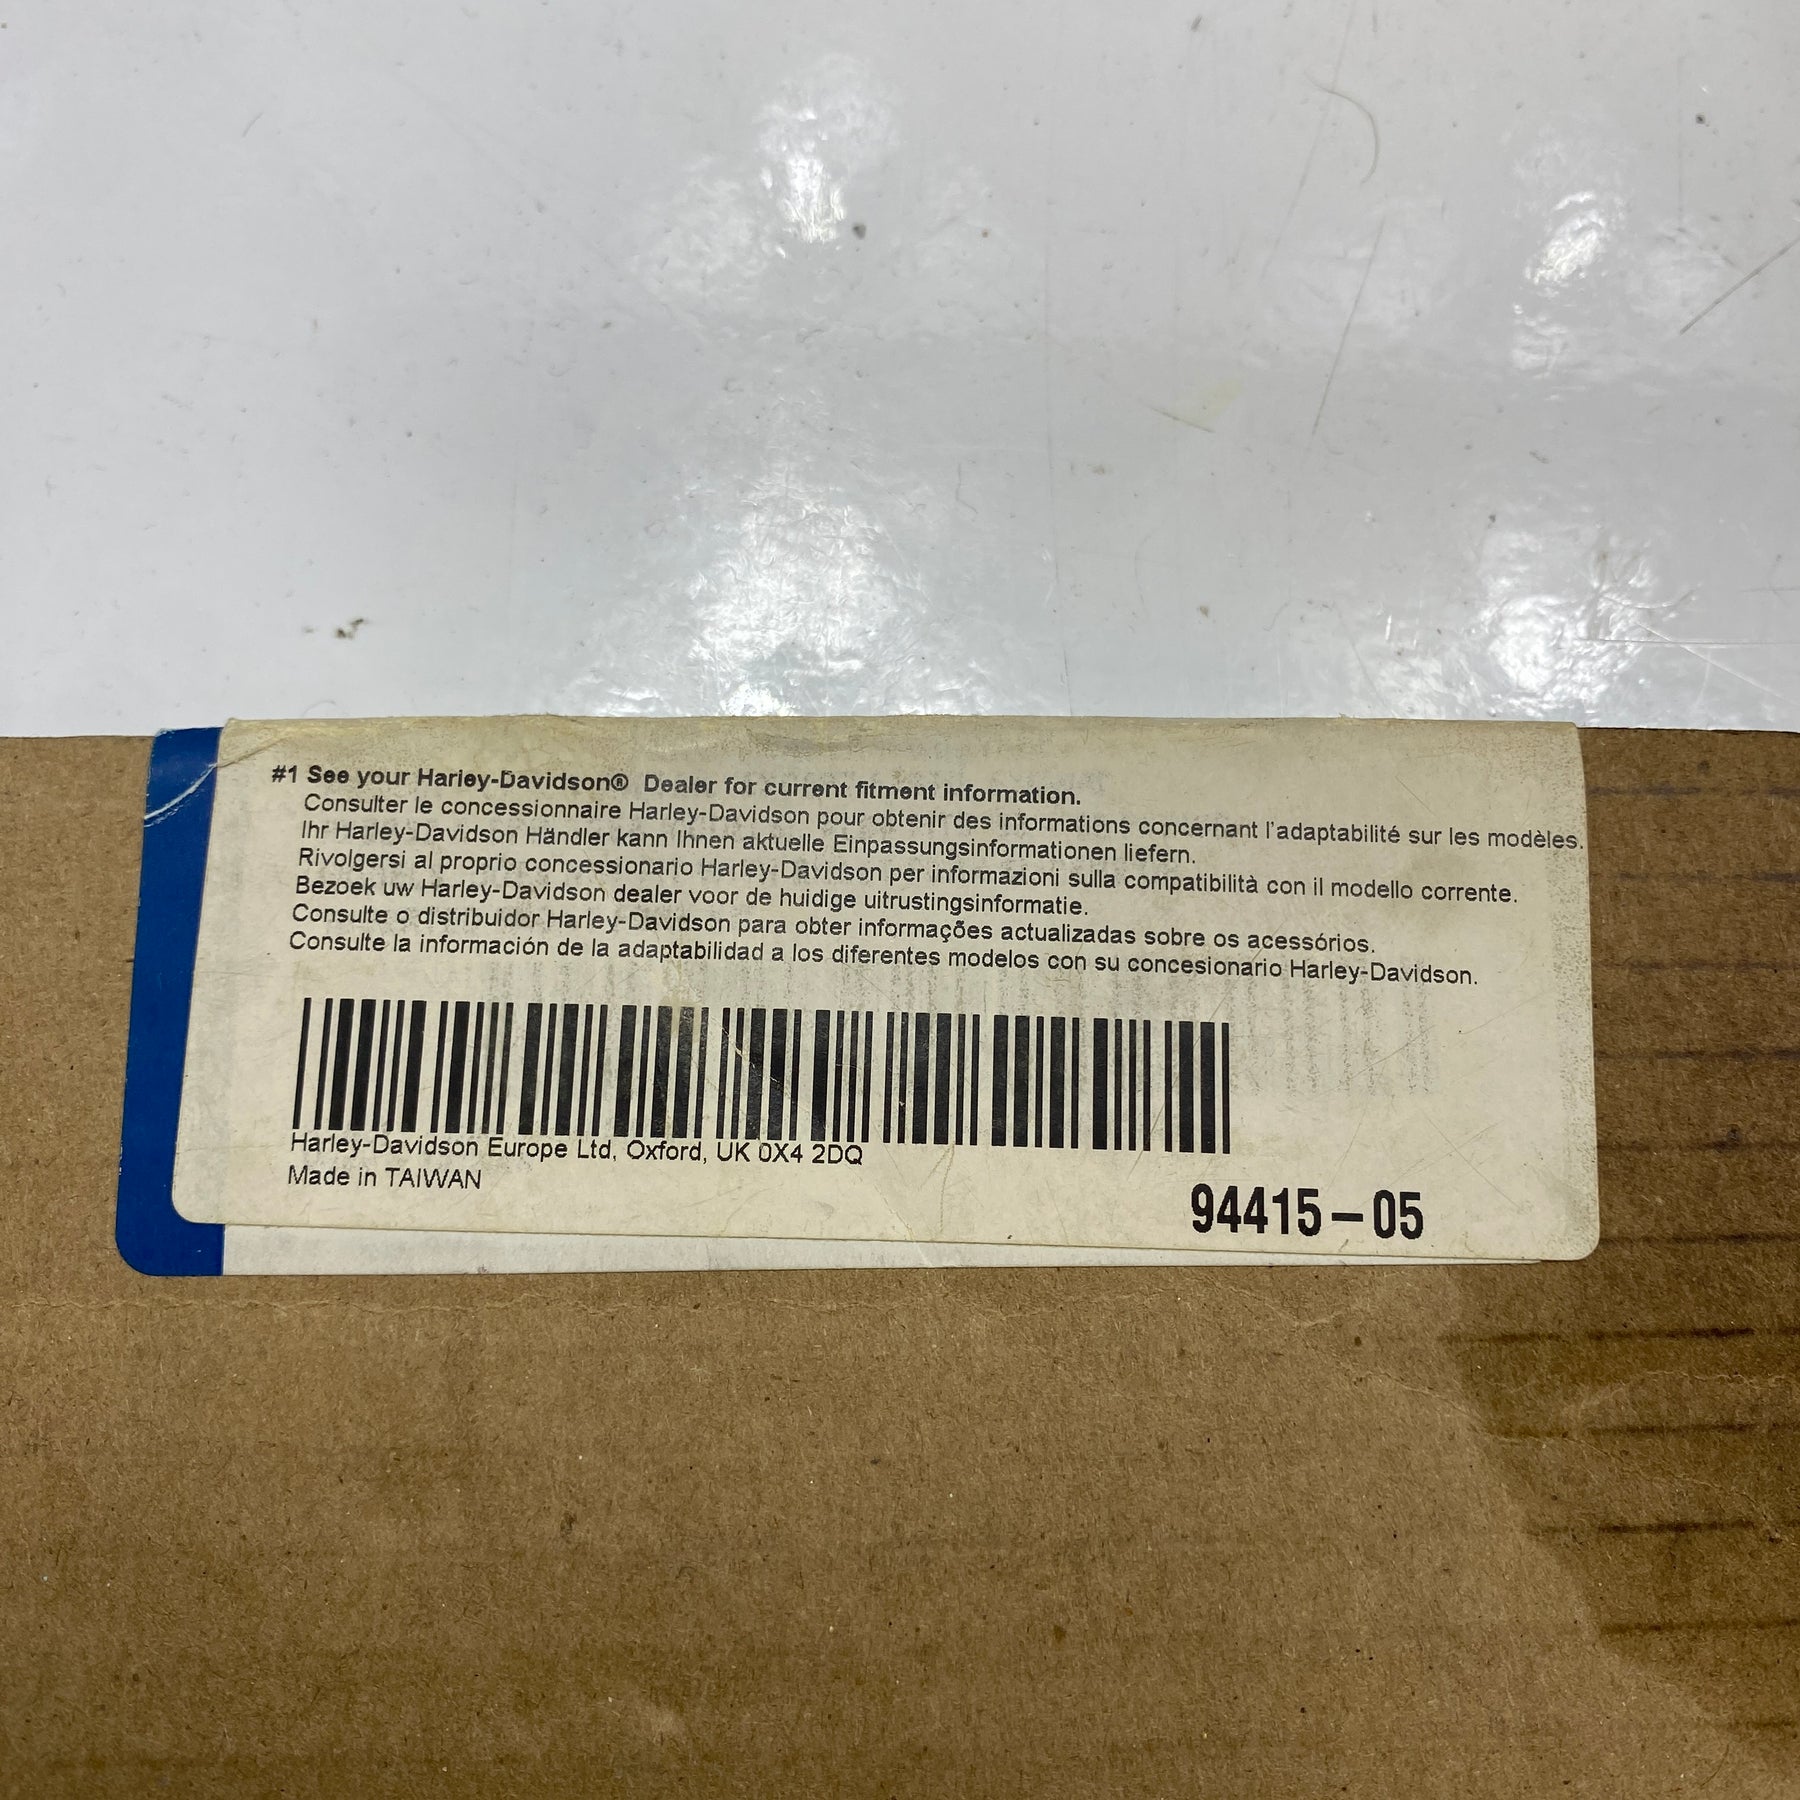 #1 See your Harley-Davidson® Dealer for current fitment information.
Consulter le concessionnaire Harley-Davidson pour obtenir des informations concernant l'adaptabilité sur les modèles.
Ihr Harley-Davidson Händler kann Ihnen aktuelle Einpassungsinformationen liefern.
Rivolgersi al proprio concessionario Harley-Davidson per informazioni sulla compatibilità con il modello corrente.
Bezoek uw Harley-Davidson dealer voor de huidige uitrustingsinformatie.
Consulte o distribuidor Harley-Davidson para obter informações actualizadas sobre os acessórios.
Consulte la información de la adaptabilidad a los diferentes modelos con su concesionario Harley-Davidson.
Harley-Davidson Europe Ltd, Oxford, UK 0X4 2DQ
Made in TAIWAN
94415-05